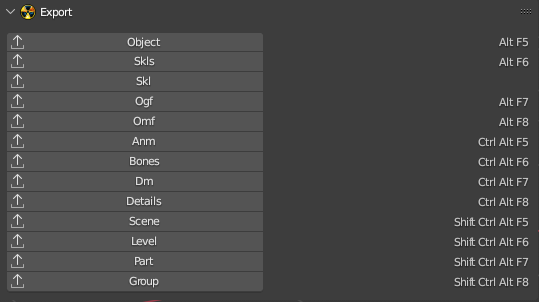 Export
Object Alt F5
Skls Alt F6
Skl
Ogf Alt F7
Omf Alt F8
Anm Ctrl Alt F5
Bones Ctrl Alt F6
Dm Ctrl Alt F7
Details Ctrl Alt F8
Scene Shift Ctrl Alt F5
Level Shift Ctrl Alt F6
Part Shift Ctrl Alt F7
Group Shift Ctrl Alt F8